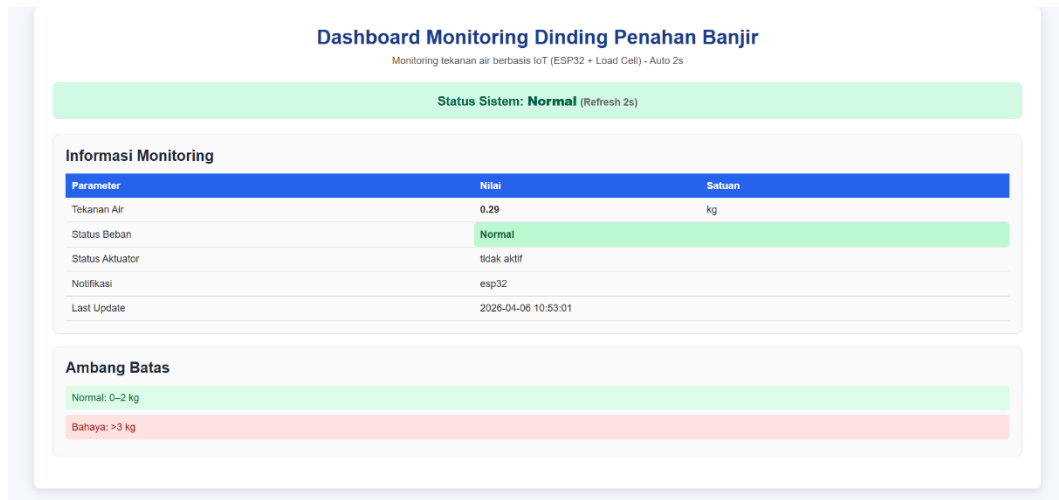 Dashboard Monitoring Dinding Penahan Banjir
Monitoring tekanan air berbasis IoT (ESP32 + Load Cell) - Auto 2s
Status Sistem: Normal (Refresh 2s)
Informasi Monitoring
Parameter Nilai Satuan
Tekanan Air 0.29 kg
Status Beban Normal
Status Aktuator tidak aktif
Notifikasi esp32
Last Update 2026-04-06 10:53:01
Ambang Batas
Normal: 0–2 kg
Bahaya: >3 kg